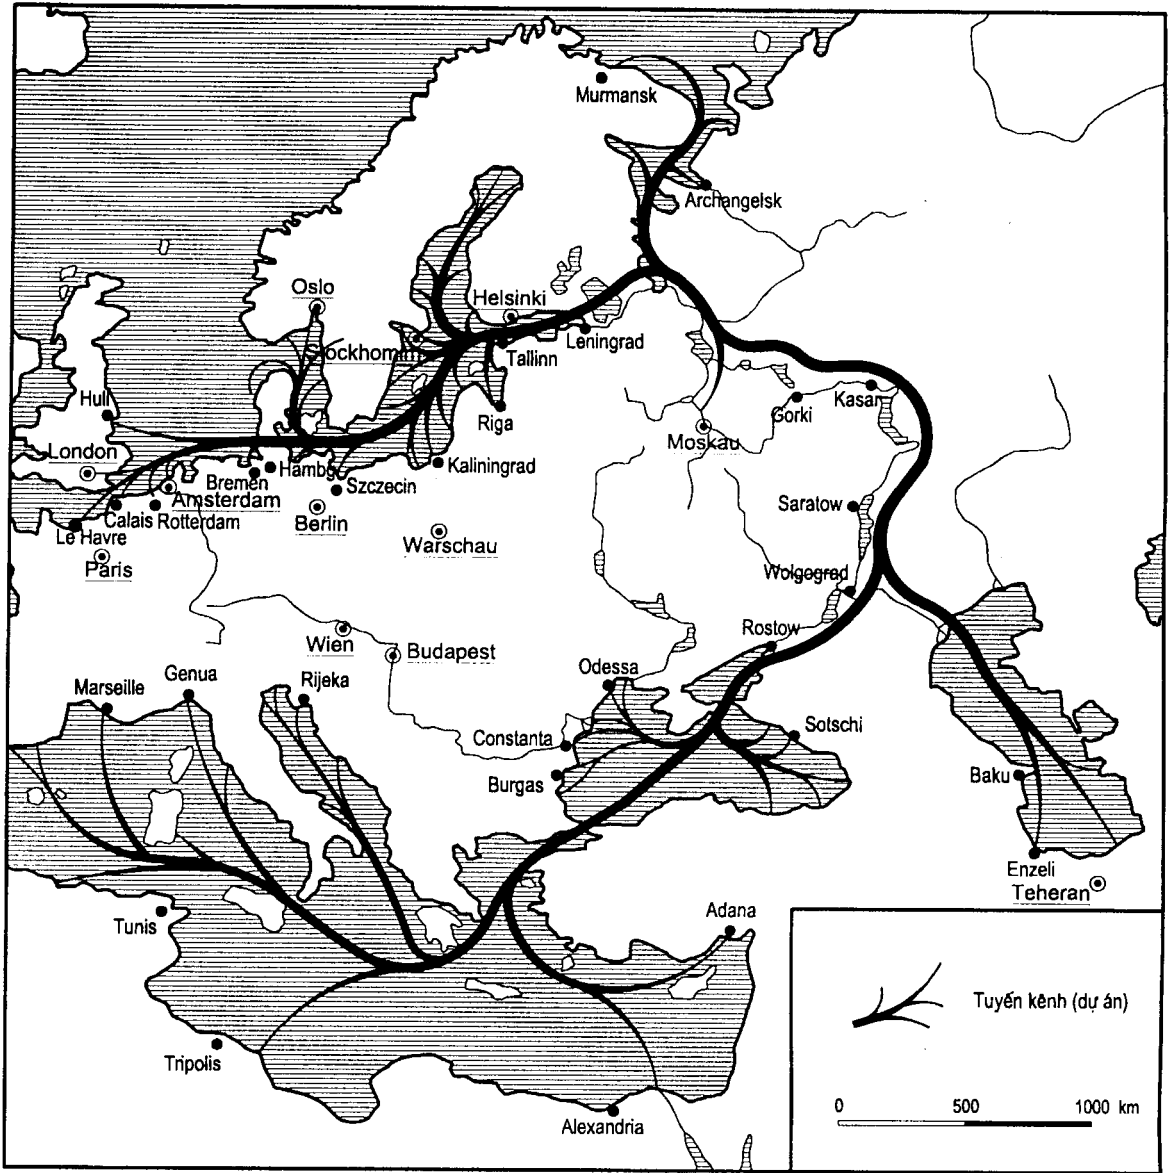 Murmansk
Archangelsk
Oslo
Helsinki
Stockhomm
Tallinn
Leningrad
Hull
Riga
Gorki
Kasan
Moskau
London
Hambg
Bremen
Kaliningrad
Szczecin
Amsterdam
Calais Rotterdam
Berlin
Saratow
Le Havre
Paris
Warschau
Wolgograd
Wien
Budapest
Rostow
Marseille
Genua
Rijeka
Odessa
Constanta
Sotschi
Burgas
Baku
Enzeli
Teheran
Tunis
Adana
Tripolis
Alexandria
Tuyến kênh (dự án)
0 500 1000 km